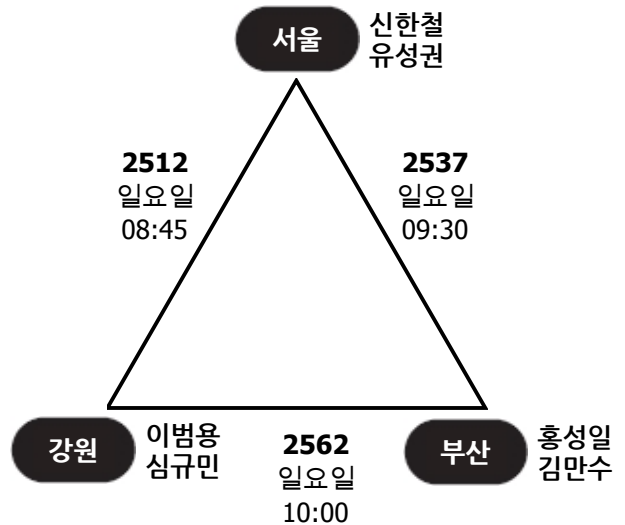 서울
신한철
유성권
2512
일요일
08:45
2537
일요일
09:30
강원
이범용
심규민
2562
일요일
10:00
부산
홍성일
김만수